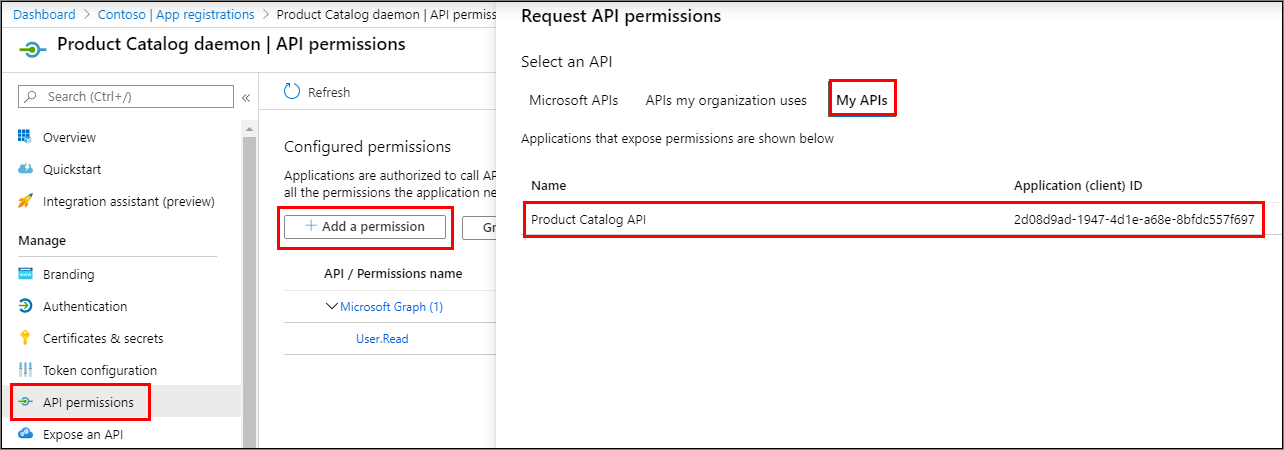 Dashboard > Contoso | App registrations > Product Catalog daemon | API permiss
Product Catalog daemon | API permissions
Search (Ctrl+/)
«
Overview
Quickstart
Integration assistant (preview)
Manage
Branding
Authentication
Certificates & secrets
Token configuration
API permissions
Expose an API
Refresh
Configured permissions
Applications are authorized to call AP
all the permissions the application ne
+ Add a permission
Gr
API / Permissions name
Microsoft Graph (1)
User.Read
Request API permissions
Select an API
Microsoft APIs APIs my organization uses My APIs
Applications that expose permissions are shown below
Name Application (client) ID
Product Catalog API 2d08d9ad-1947-4d1e-a68e-8bfdc557f697